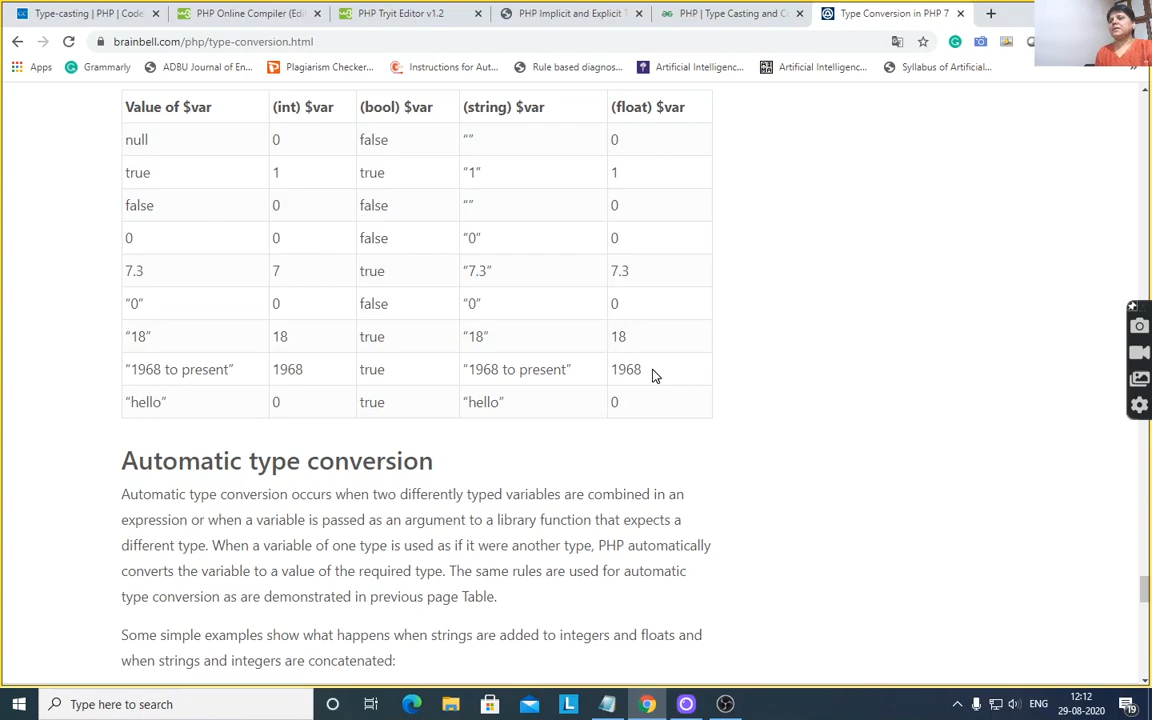 Type-casting | PHP | Code
PHP Online Compiler (Edi
PHP Tryit Editor v1.2
PHP Implicit and Explicit T
PHP | Type Casting and Co
Type Conversion in PHP 7
brainbell.com/php/type-conversion.html
Apps
Grammarly
ADBU Journal of En...
Plagiarism Checker...
Instructions for Aut...
Rule based diagnos...
Artificial Intelligenc...
Artificial Intelligenc...
Syllabus of Artificial...
Value of $var (int) $var (bool) $var (string) $var (float) $var
null 0 false “” 0
true 1 true “1” 1
false 0 false “” 0
0 0 false “0” 0
7.3 7 true “7.3” 7.3
“0” 0 false “0” 0
“18” 18 true “18” 18
“1968 to present” 1968 true “1968 to present” 1968
“hello” 0 true “hello” 0
Automatic type conversion
Automatic type conversion occurs when two differently typed variables are combined in an
expression or when a variable is passed as an argument to a library function that expects a
different type. When a variable of one type is used as if it were another type, PHP automatically
converts the variable to a value of the required type. The same rules are used for automatic
type conversion as are demonstrated in previous page Table.
Some simple examples show what happens when strings are added to integers and floats and
when strings and integers are concatenated:
Type here to search
ENG
12:12
29-08-2020
19